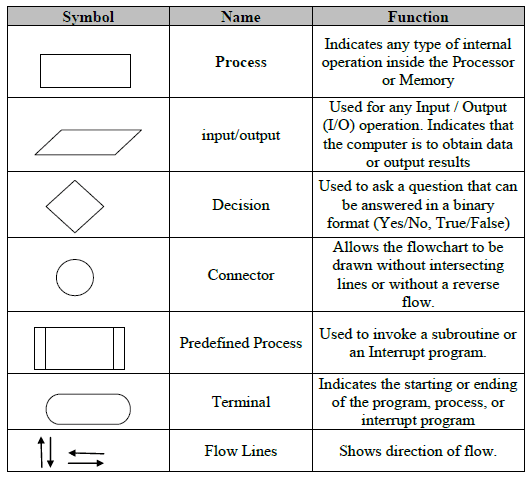 Symbol Name Function
Process
Indicates any type of internal
operation inside the Processor
or Memory
input/output
Used for any Input / Output
(I/O) operation. Indicates that
the computer is to obtain data
or output results
Decision
Used to ask a question that can
be answered in a binary
format (Yes/No, True/False)
Connector
Allows the flowchart to be
drawn without intersecting
lines or without a reverse
flow.
Predefined Process
Used to invoke a subroutine or
an Interrupt program.
Terminal
Indicates the starting or ending
of the program, process, or
interrupt program
Flow Lines
Shows direction of flow.